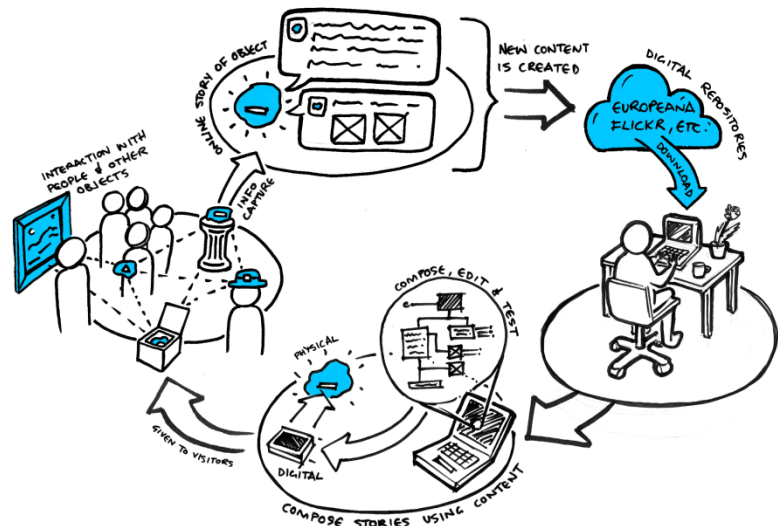 ONLINE STORY OF OBJECT
NEW CONTENT
IS CREATED
DIGITAL REPOSITORIES
EUROPEANA
FLICKR, ETC.
DOWNLOAD
INTERACTION WITH
PEOPLE & OTHER
OBJECTS
INFO
CAPTURE
COMPOSE, EDIT & TEST
PHYSICAL
DIGITAL
GIVEN TO VISITORS
COMPOSE STORIES USING CONTENT